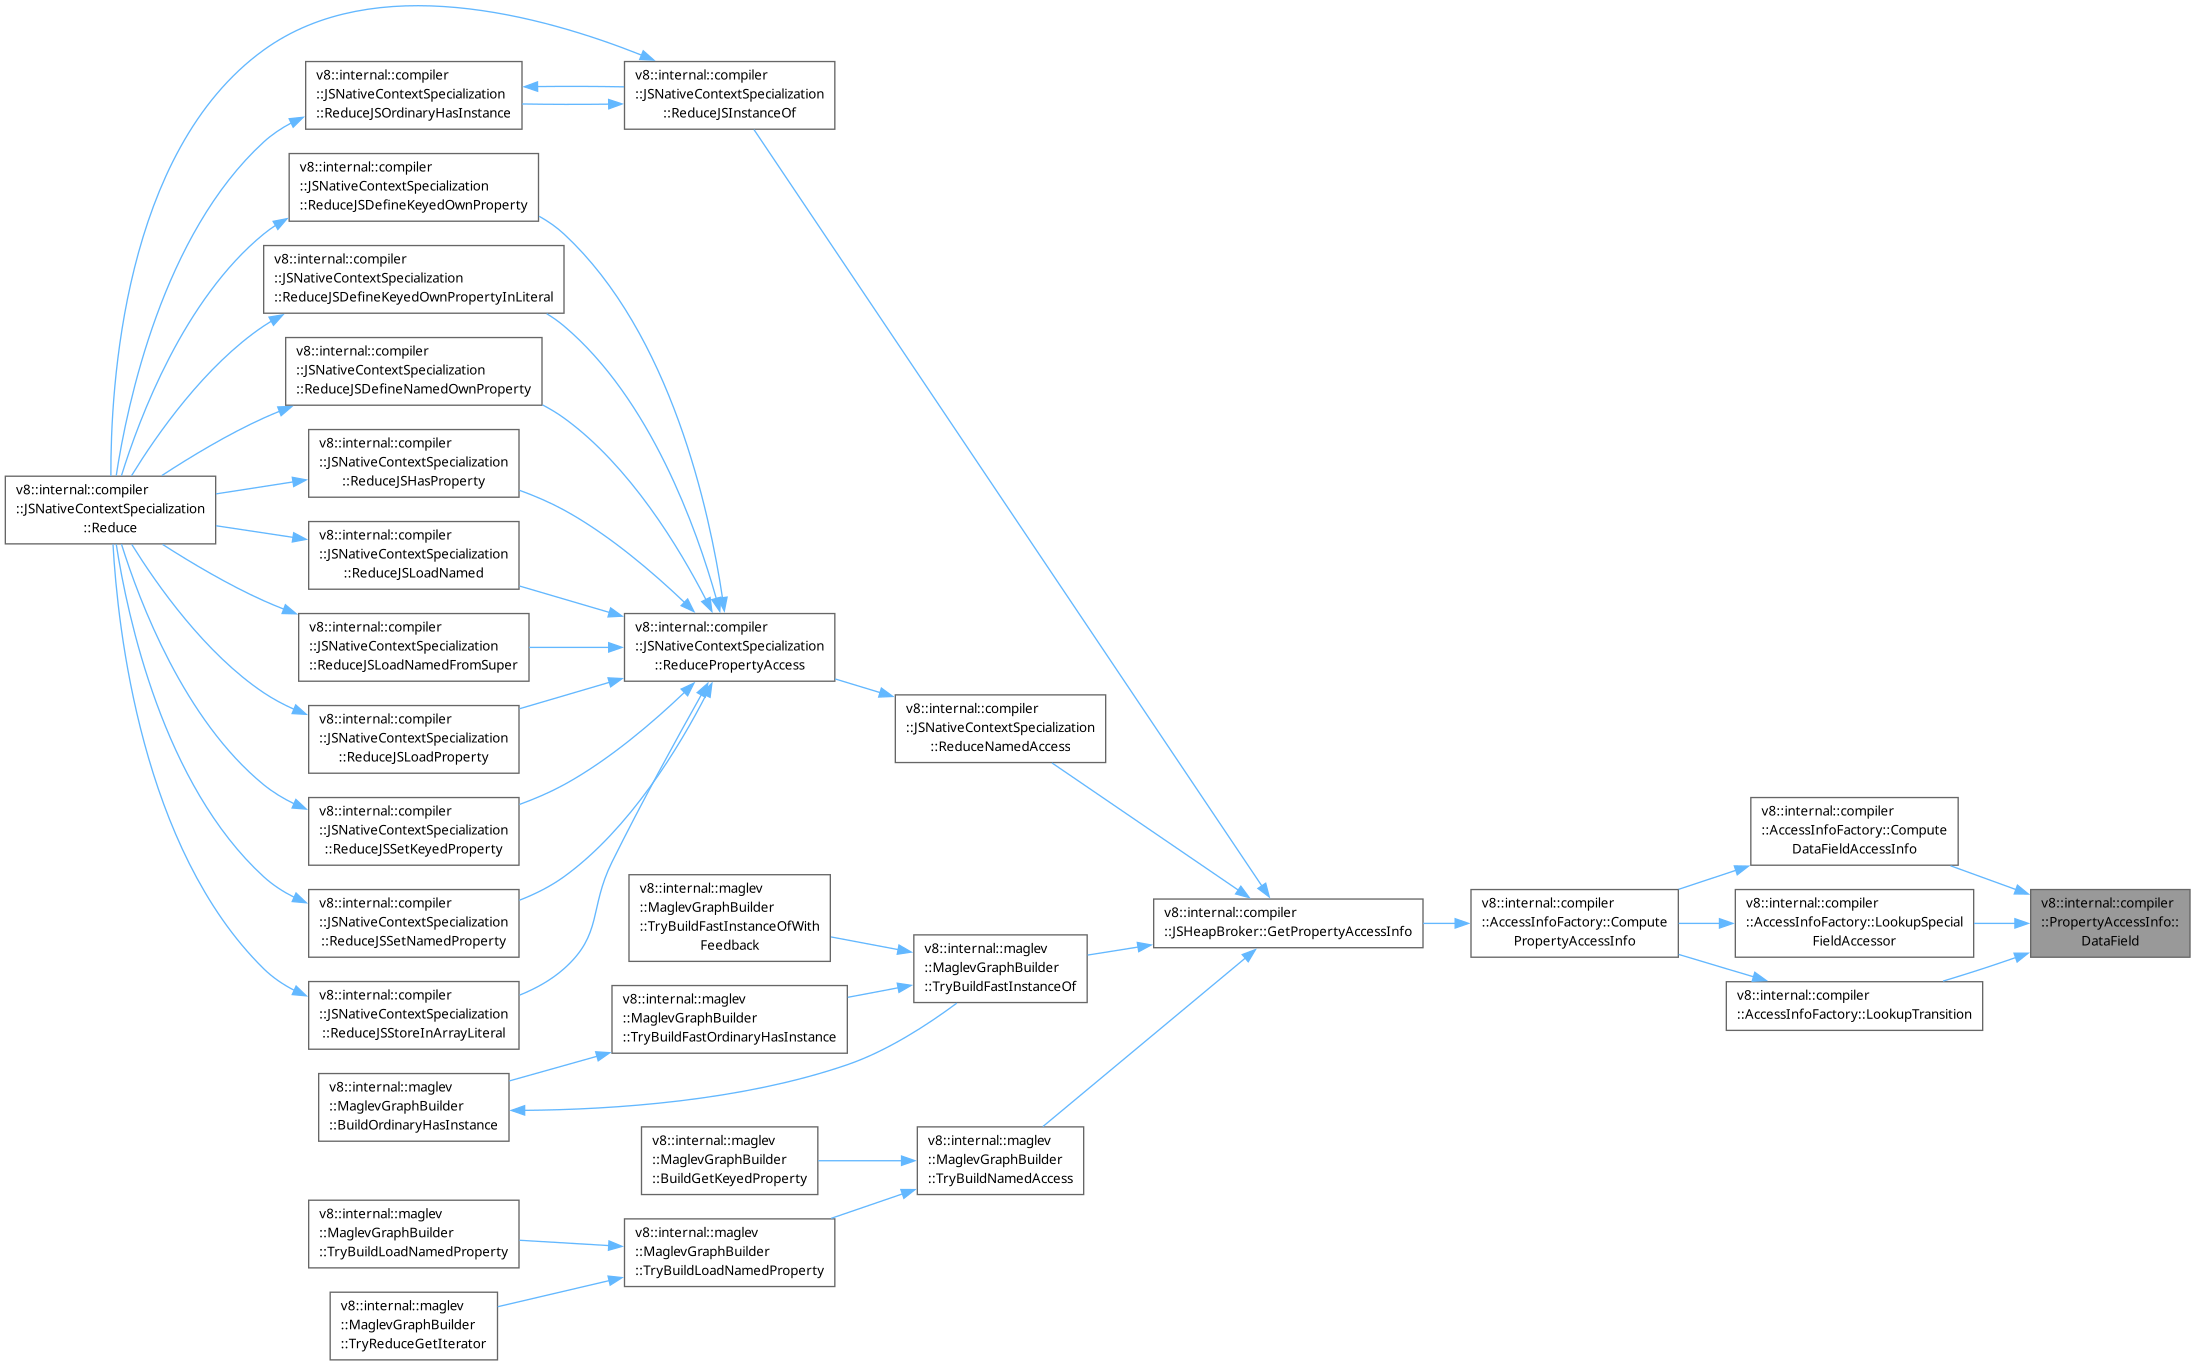 v8::internal::compiler
::JSNativeContextSpecialization
::Reduce
v8::internal::compiler
::JSNativeContextSpecialization
::ReduceJSOrdinaryHasInstance
v8::internal::compiler
::JSNativeContextSpecialization
::ReduceJSInstanceOf
v8::internal::compiler
::JSNativeContextSpecialization
::ReduceJSDefineKeyedOwnProperty
v8::internal::compiler
::JSNativeContextSpecialization
::ReduceJSDefineKeyedOwnPropertyInLiteral
v8::internal::compiler
::JSNativeContextSpecialization
::ReduceJSDefineNamedOwnProperty
v8::internal::compiler
::JSNativeContextSpecialization
::ReduceJSHasProperty
v8::internal::compiler
::JSNativeContextSpecialization
::ReduceJSLoadNamed
v8::internal::compiler
::JSNativeContextSpecialization
::ReduceJSLoadNamedFromSuper
v8::internal::compiler
::JSNativeContextSpecialization
::ReduceJSLoadProperty
v8::internal::compiler
::JSNativeContextSpecialization
::ReduceJSSetKeyedProperty
v8::internal::compiler
::JSNativeContextSpecialization
::ReduceJSSetNamedProperty
v8::internal::compiler
::JSNativeContextSpecialization
::ReduceJSStoreInArrayLiteral
v8::internal::compiler
::JSNativeContextSpecialization
::ReducePropertyAccess
v8::internal::compiler
::JSNativeContextSpecialization
::ReduceNamedAccess
v8::internal::maglev
::MaglevGraphBuilder
::TryBuildFastInstanceOfWith
Feedback
v8::internal::maglev
::MaglevGraphBuilder
::TryBuildFastOrdinaryHasInstance
v8::internal::maglev
::MaglevGraphBuilder
::BuildOrdinaryHasInstance
v8::internal::maglev
::MaglevGraphBuilder
::TryBuildFastInstanceOf
v8::internal::maglev
::MaglevGraphBuilder
::BuildGetKeyedProperty
v8::internal::maglev
::MaglevGraphBuilder
::TryBuildNamedAccess
v8::internal::maglev
::MaglevGraphBuilder
::TryBuildLoadNamedProperty
v8::internal::maglev
::MaglevGraphBuilder
::TryBuildLoadNamedProperty
v8::internal::maglev
::MaglevGraphBuilder
::TryReduceGetIterator
v8::internal::compiler
::JSHeapBroker::GetPropertyAccessInfo
v8::internal::compiler
::AccessInfoFactory::Compute
PropertyAccessInfo
v8::internal::compiler
::AccessInfoFactory::Compute
DataFieldAccessInfo
v8::internal::compiler
::AccessInfoFactory::LookupSpecial
FieldAccessor
v8::internal::compiler
::AccessInfoFactory::LookupTransition
v8::internal::compiler
::PropertyAccessInfo::
DataField